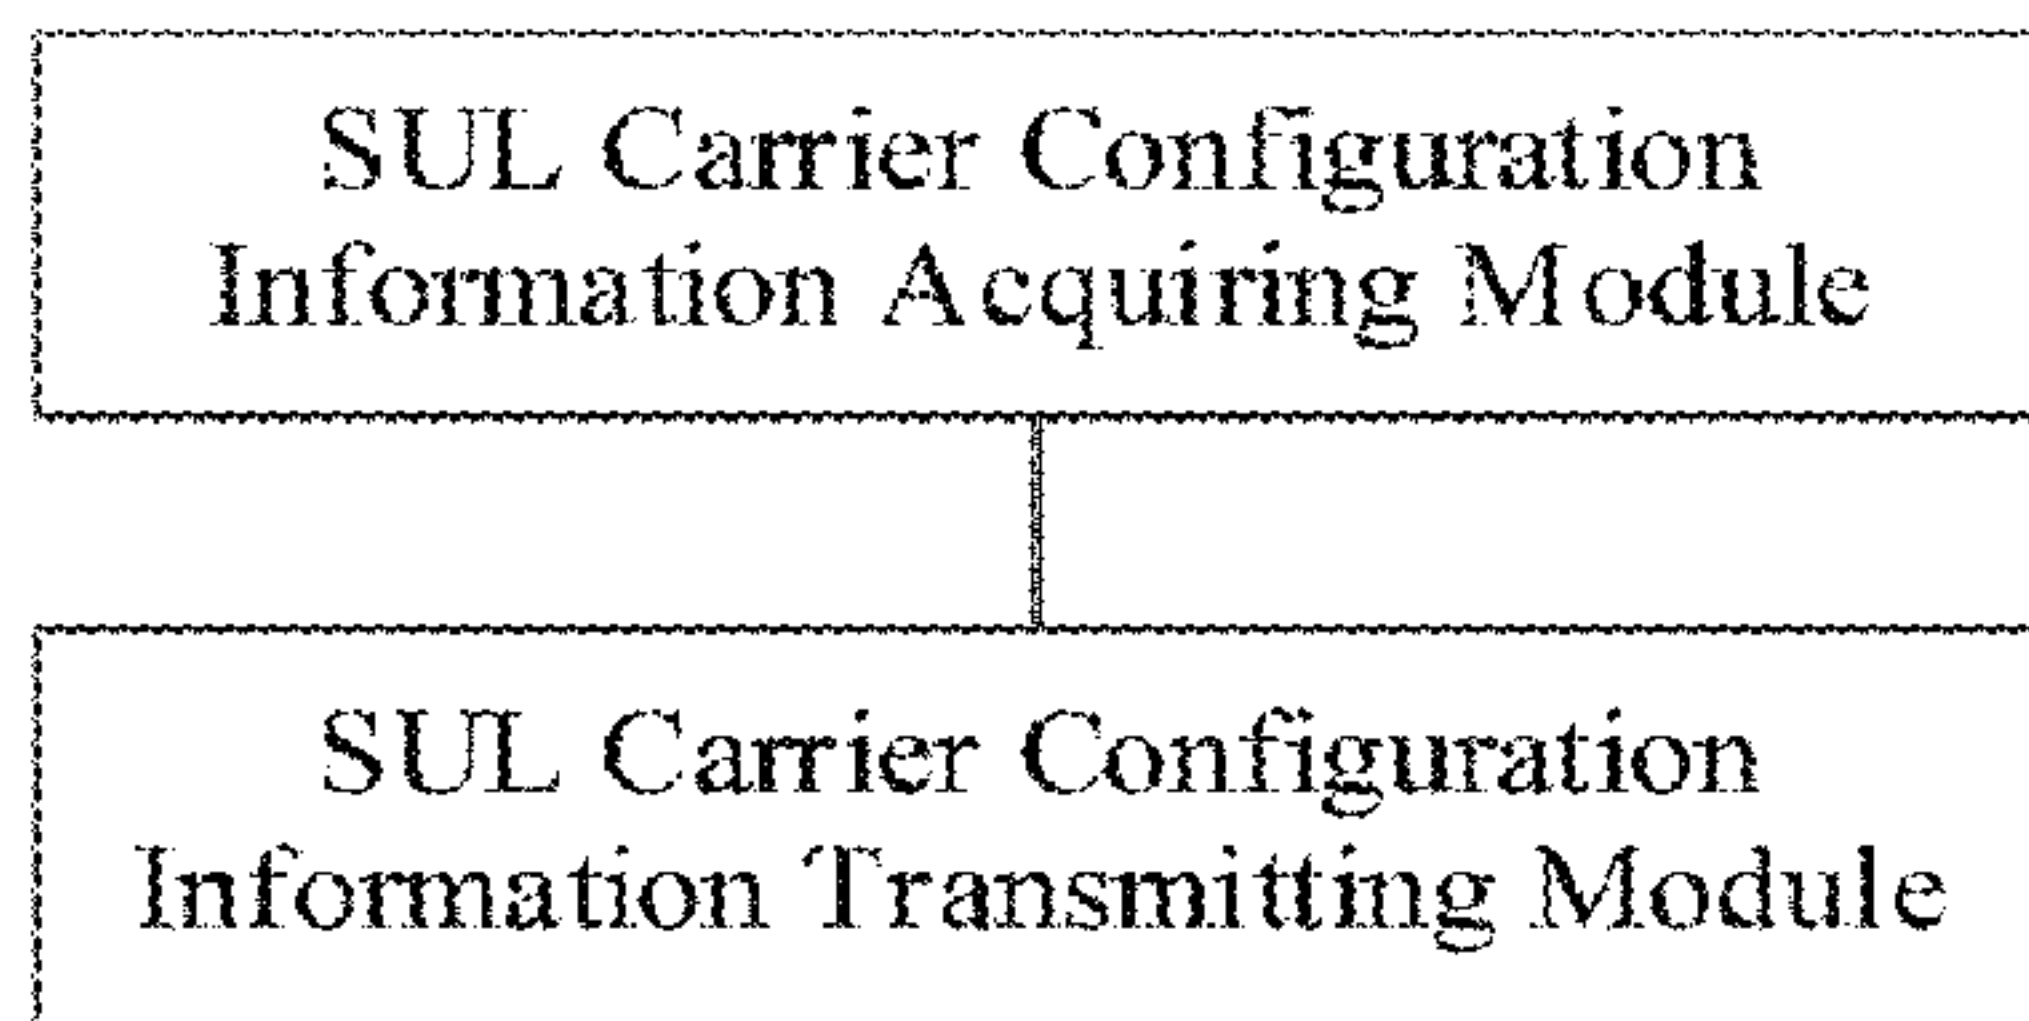 SUL Carrier Configuration
Information Acquiring Module
SUL Carrier Configuration
Information Transmitting Module